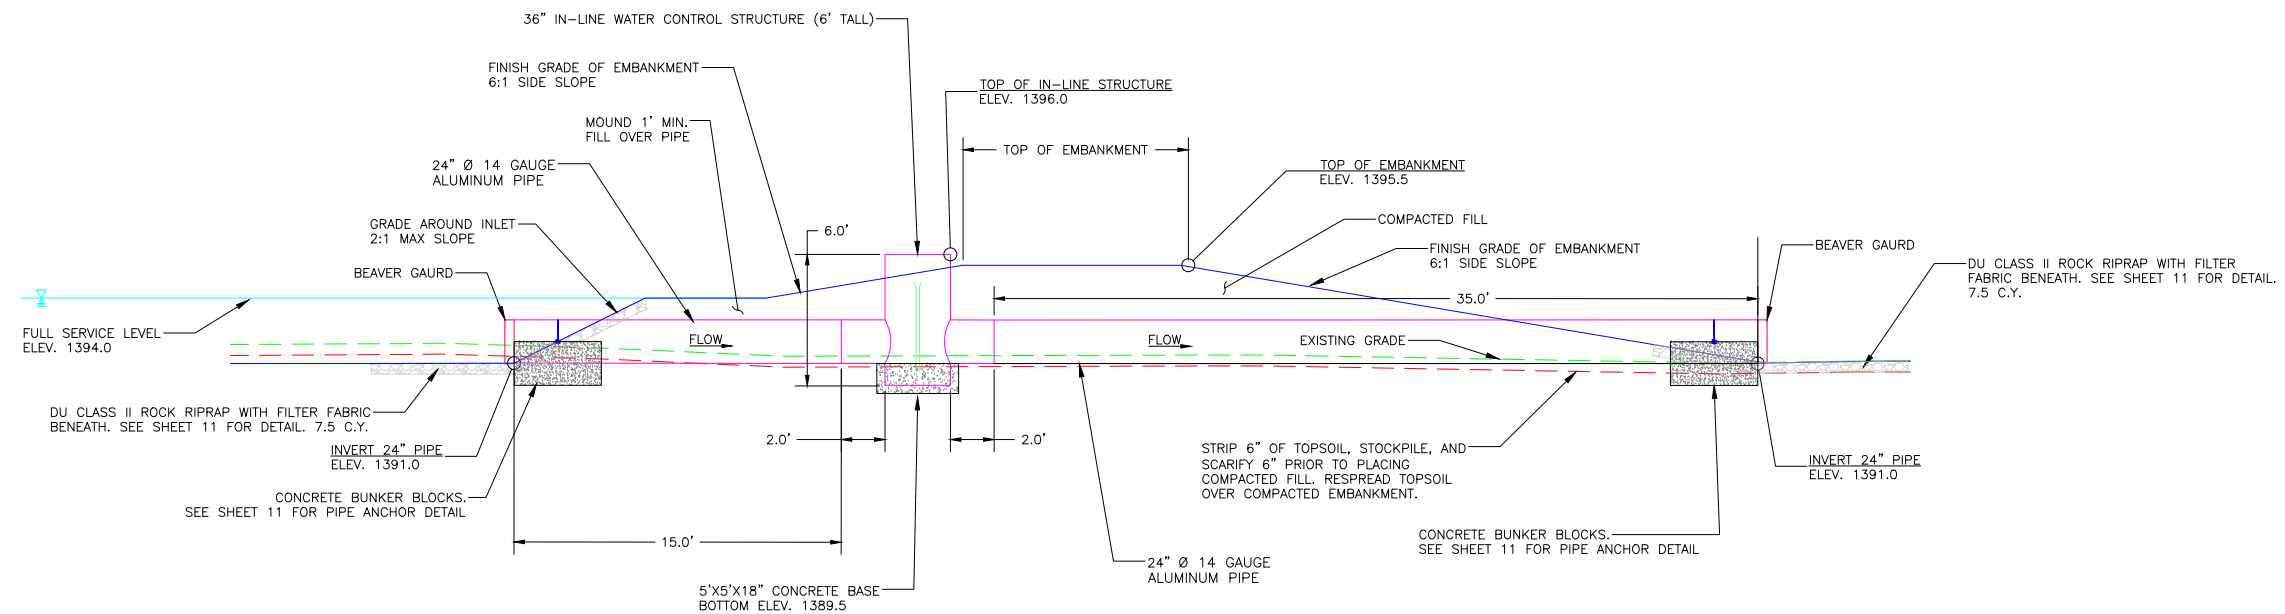 36" IN-LINE WATER CONTROL STRUCTURE (6' TALL)
FINISH GRADE OF EMBANKMENT
6:1 SIDE SLOPE
TOP OF IN-LINE STRUCTURE
ELEV. 1396.0
MOUND 1' MIN.
FILL OVER PIPE
TOP OF EMBANKMENT
24" Ø 14 GAUGE
ALUMINUM PIPE
TOP OF EMBANKMENT
ELEV. 1395.5
GRADE AROUND INLET
2:1 MAX SLOPE
6.0'
COMPACTED FILL
FINISH GRADE OF EMBANKMENT
6:1 SIDE SLOPE
BEAVER GAURD
BEAVER GAURD
DU CLASS II ROCK RIPRAP WITH FILTER
FABRIC BENEATH. SEE SHEET 11 FOR DETAIL.
7.5 C.Y.
35.0'
FULL SERVICE LEVEL
ELEV. 1394.0
FLOW
FLOW
EXISTING GRADE
DU CLASS II ROCK RIPRAP WITH FILTER FABRIC
BENEATH. SEE SHEET 11 FOR DETAIL. 7.5 C.Y.
2.0'
2.0'
INVERT 24" PIPE
ELEV. 1391.0
STRIP 6" OF TOPSOIL, STOCKPILE, AND
SCARIFY 6" PRIOR TO PLACING
COMPACTED FILL. RESPREAD TOPSOIL
OVER COMPACTED EMBANKMENT.
INVERT 24" PIPE
ELEV. 1391.0
CONCRETE BUNKER BLOCKS.
SEE SHEET 11 FOR PIPE ANCHOR DETAIL
15.0'
CONCRETE BUNKER BLOCKS.
SEE SHEET 11 FOR PIPE ANCHOR DETAIL
24" Ø 14 GAUGE
ALUMINUM PIPE
5'X5'X18" CONCRETE BASE
BOTTOM ELEV. 1389.5